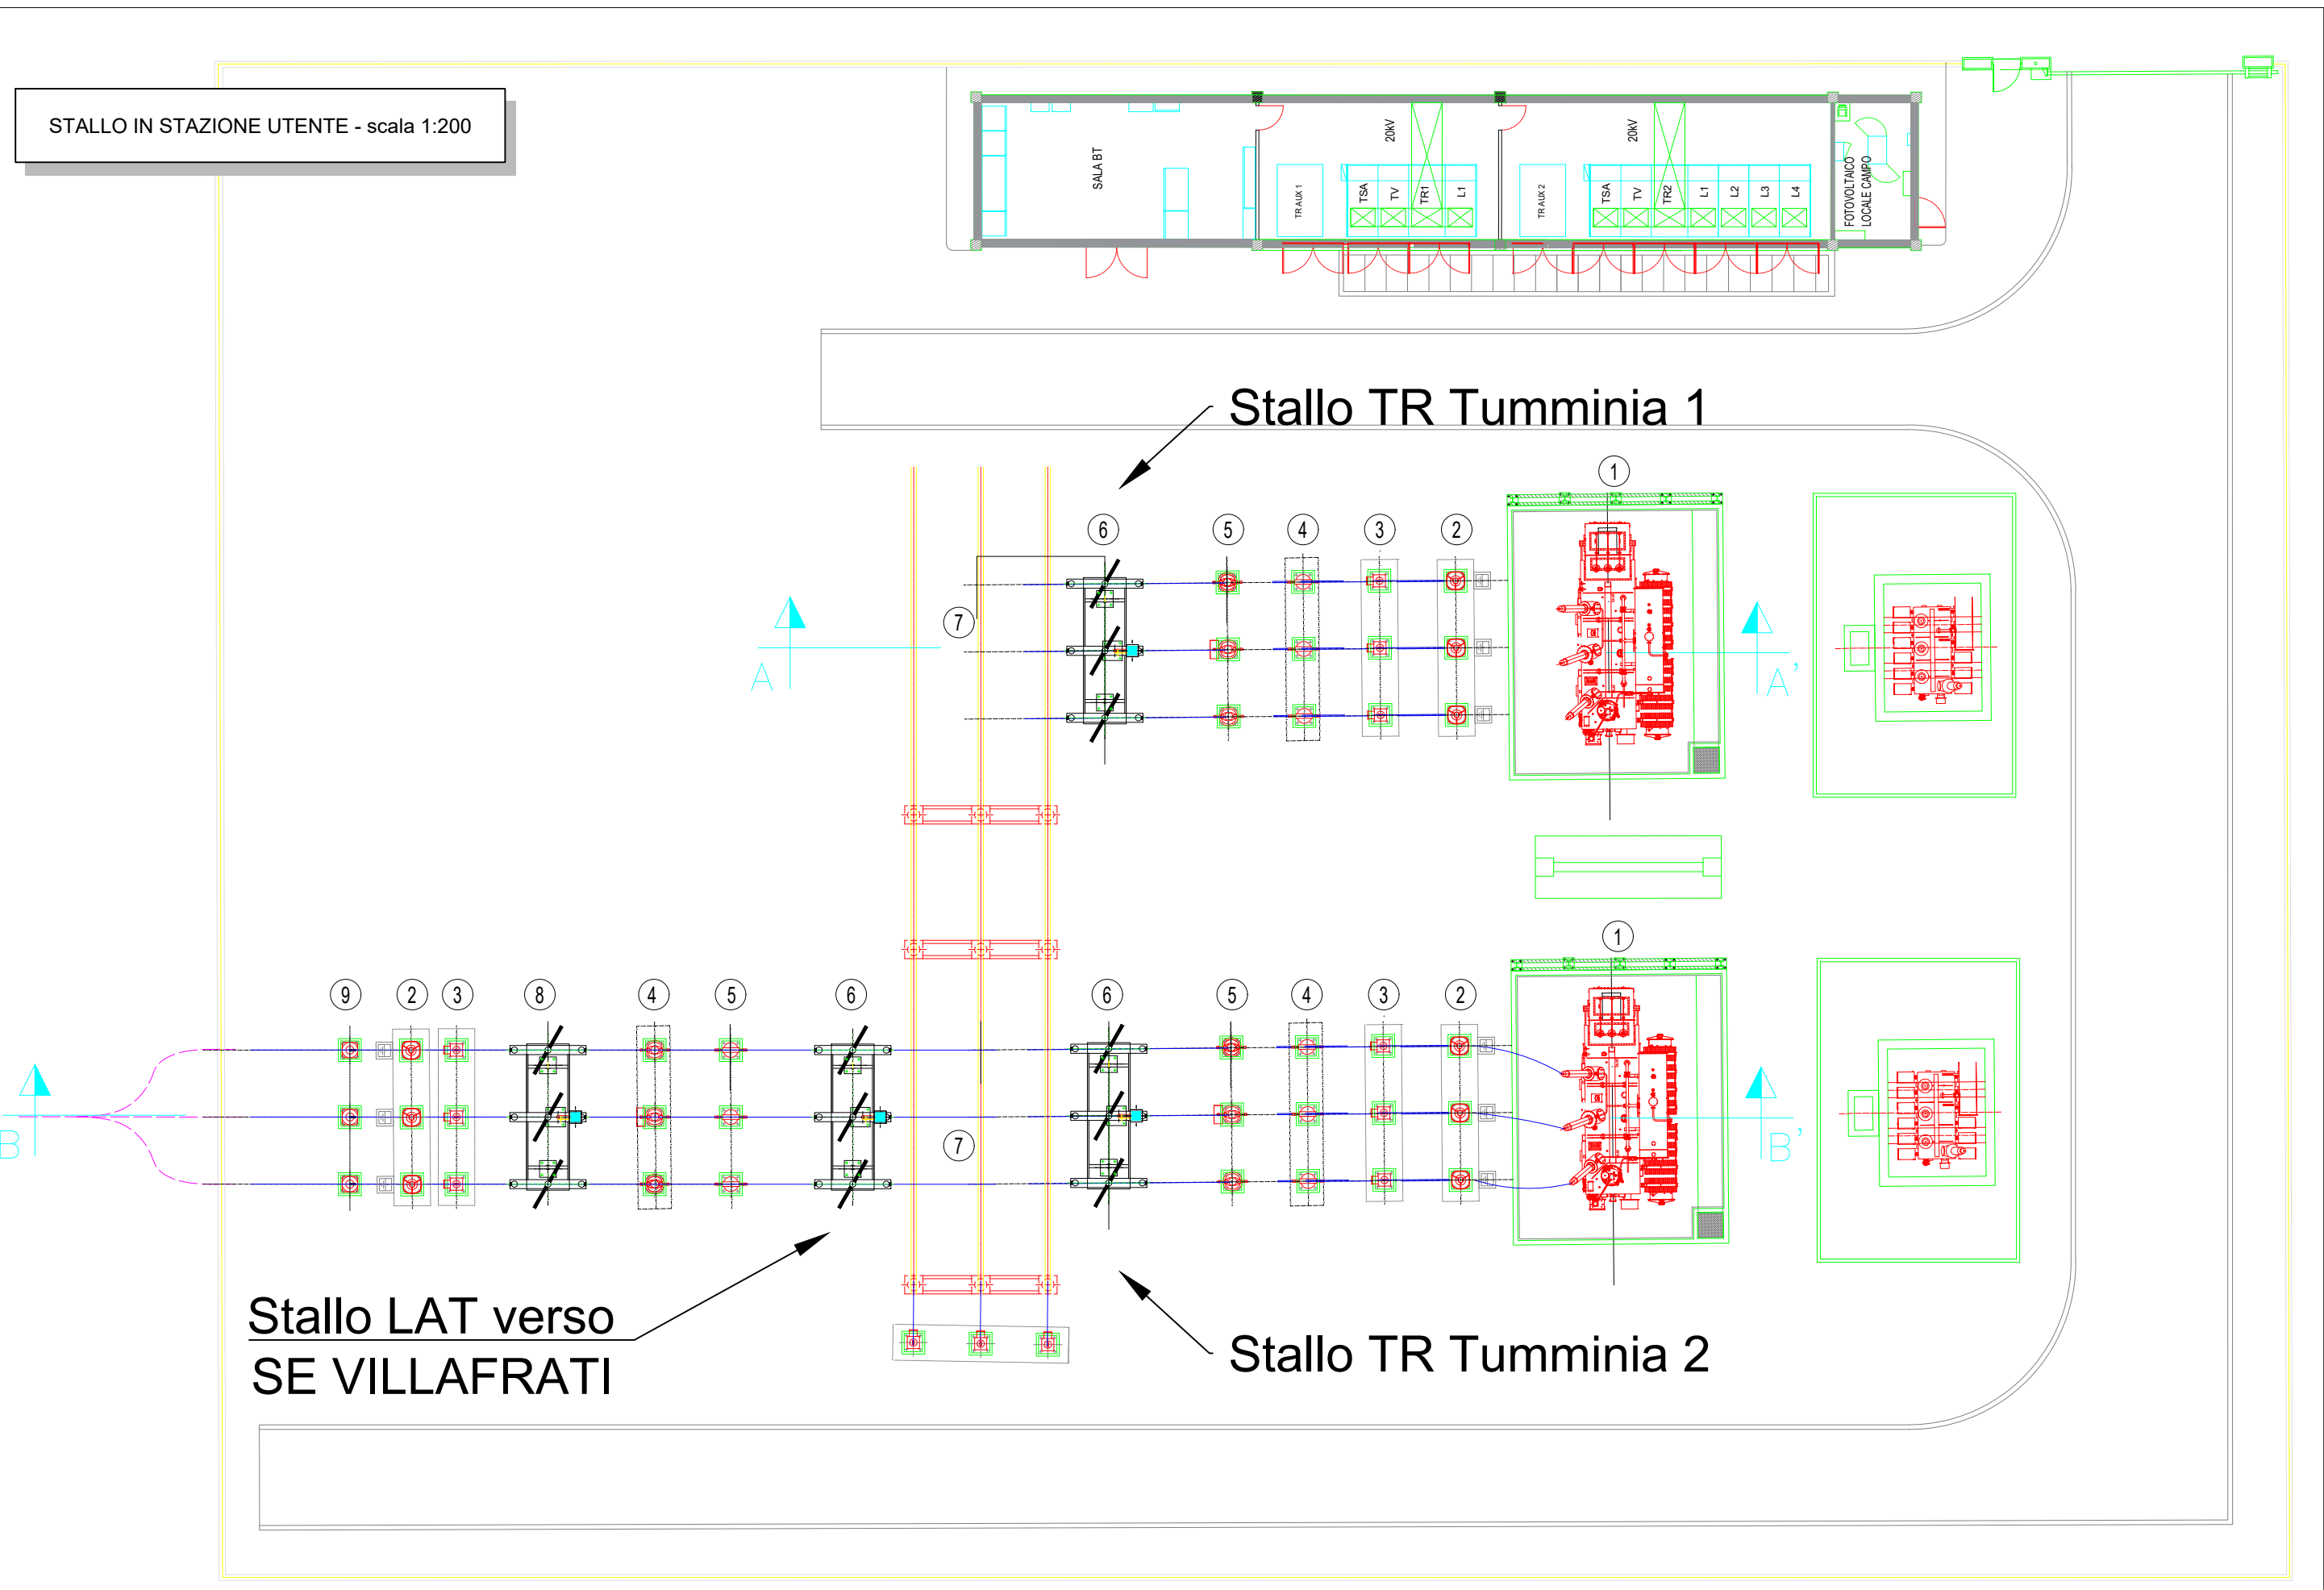 STALLO IN STAZIONE UTENTE - scala 1:200
SALA BT
TR AUX 1
20kV
TSA
TV
TR1
L1
TR AUX 2
20kV
TSA
TV
TR2
L1
L2
L3
L4
FOTOVOLTAICO
LOCALE CAMPO
Stallo TR Tumminia 1
1
6
5
4
3
2
7
A
A'
1
9
2
3
8
4
5
6
6
5
4
3
2
7
B
B'
Stallo LAT verso
SE VILLAFRATI
Stallo TR Tumminia 2